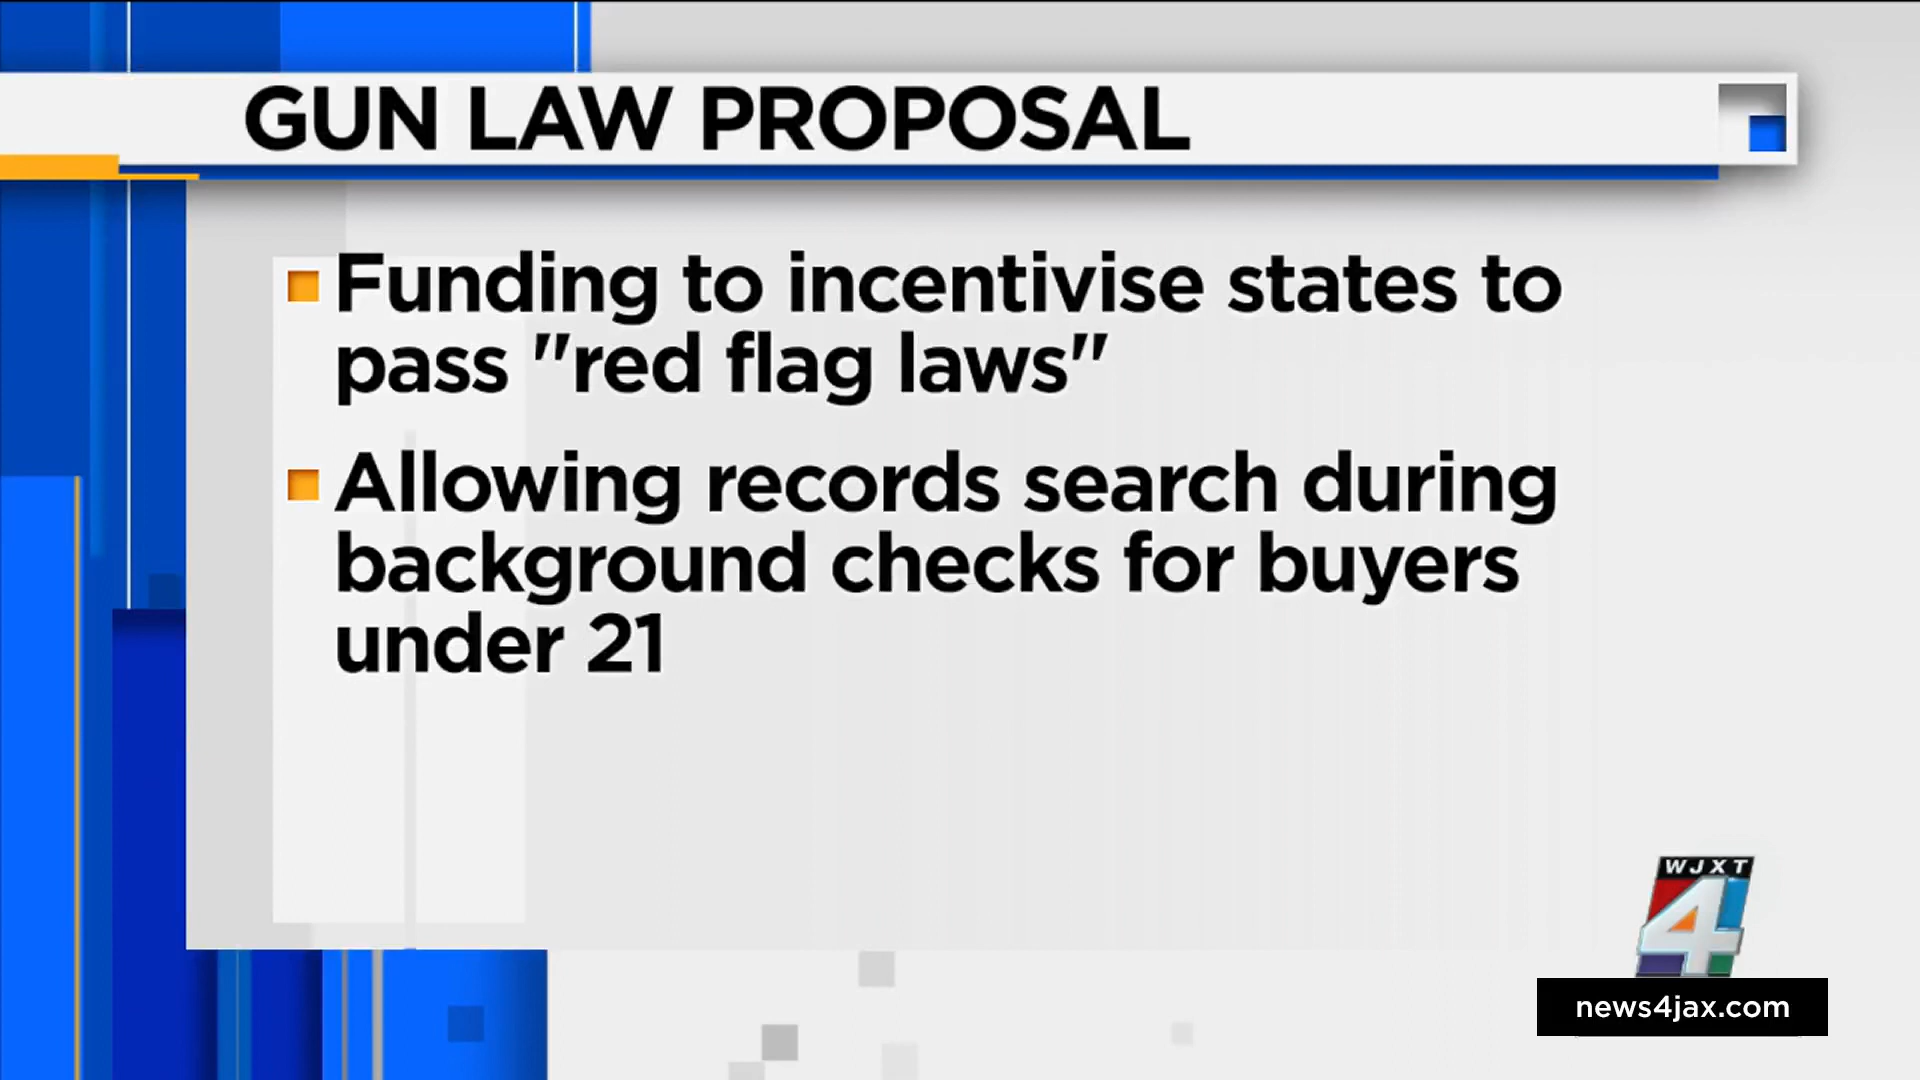 GUN LAW PROPOSAL
Funding to incentivise states to
pass "red flag laws"
Allowing records search during
background checks for buyers
under 21
WJXT
4
news4jax.com